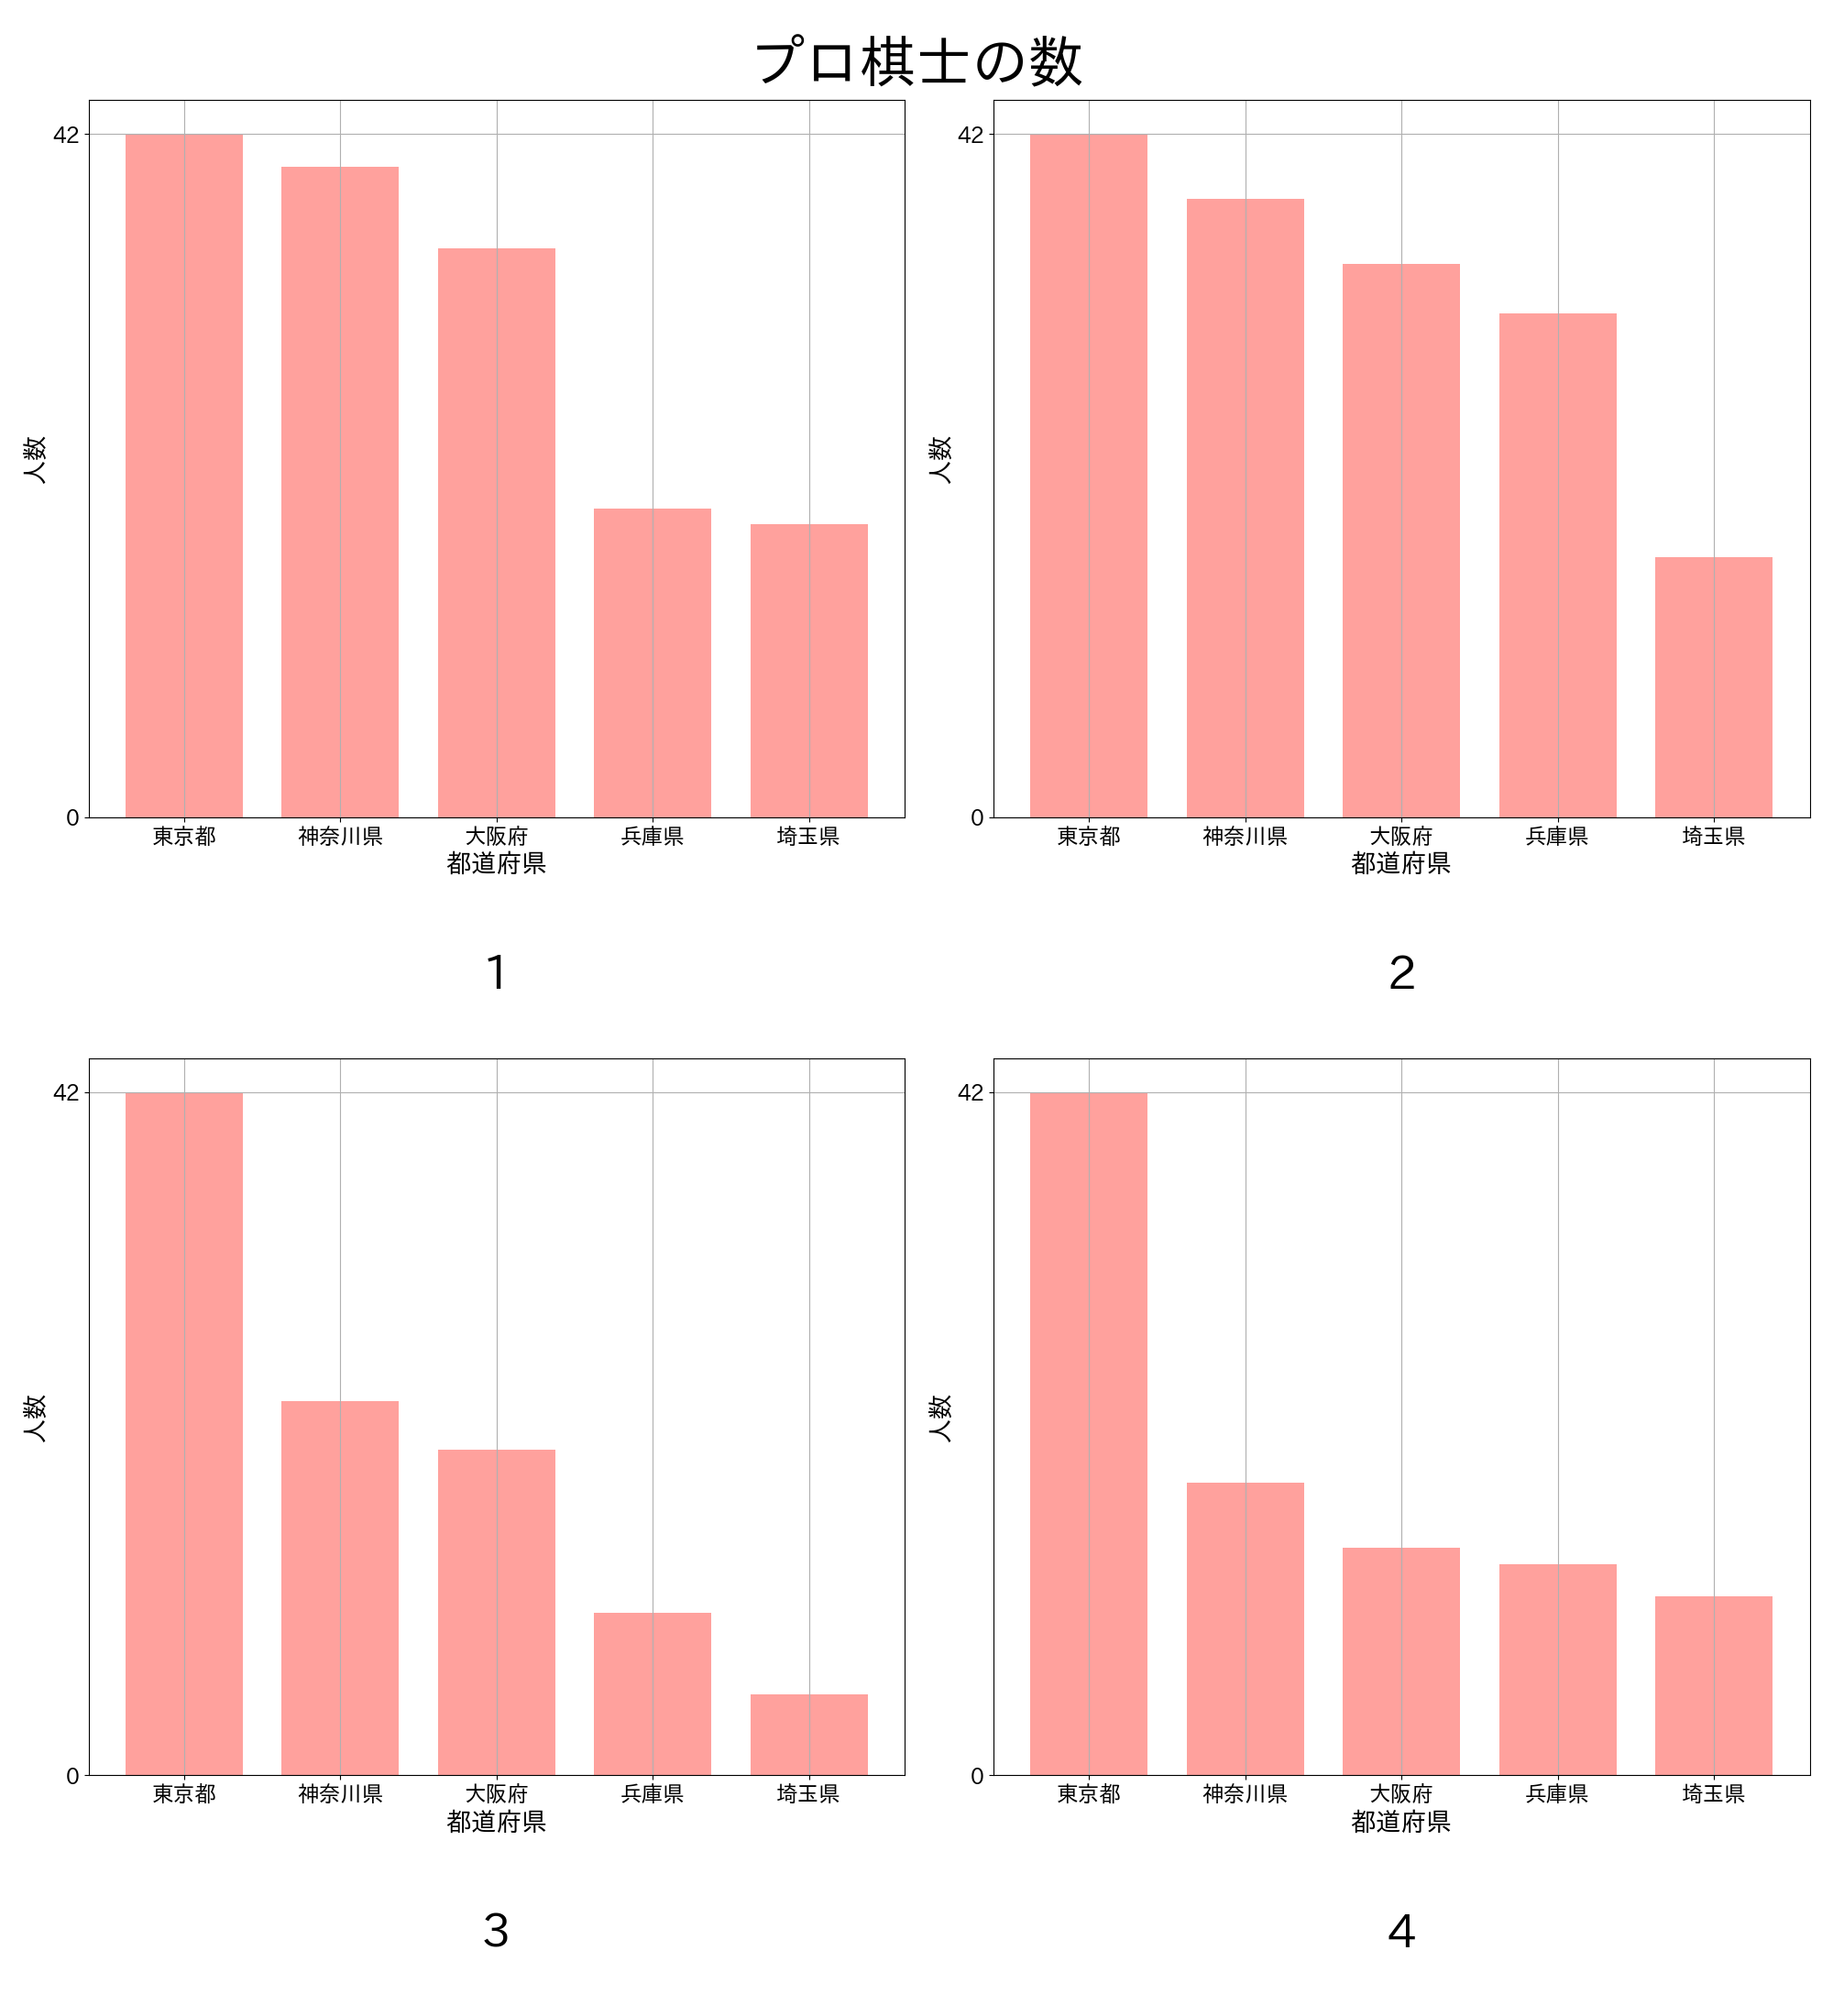 プロ棋士の数
42
0
人数
東京都 神奈川県 大阪府 兵庫県 埼玉県
都道府県
1
42
0
人数
東京都 神奈川県 大阪府 兵庫県 埼玉県
都道府県
2
42
0
人数
東京都 神奈川県 大阪府 兵庫県 埼玉県
都道府県
3
42
0
人数
東京都 神奈川県 大阪府 兵庫県 埼玉県
都道府県
4